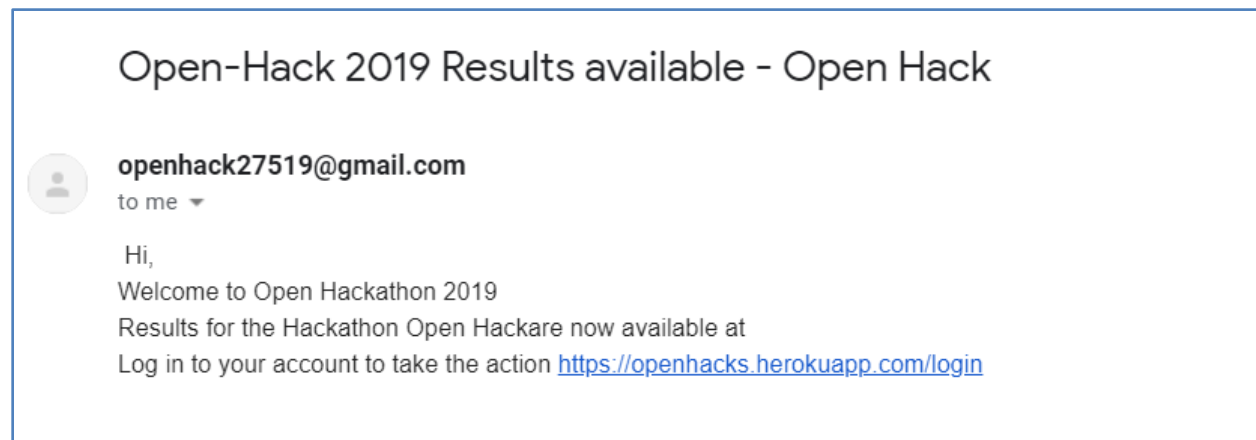 Open-Hack 2019 Results available - Open Hack
openhack27519@gmail.com
to me
Hi,
Welcome to Open Hackathon 2019
Results for the Hackathon Open Hackare now available at
Log in to your account to take the action https://openhacks.herokuapp.com/login